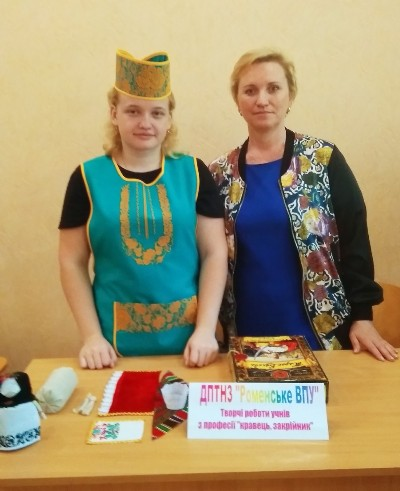 ДПТНЗ "Роменське ВПУ"
Творчі роботи учнів
з професії "кравець, закрійник"